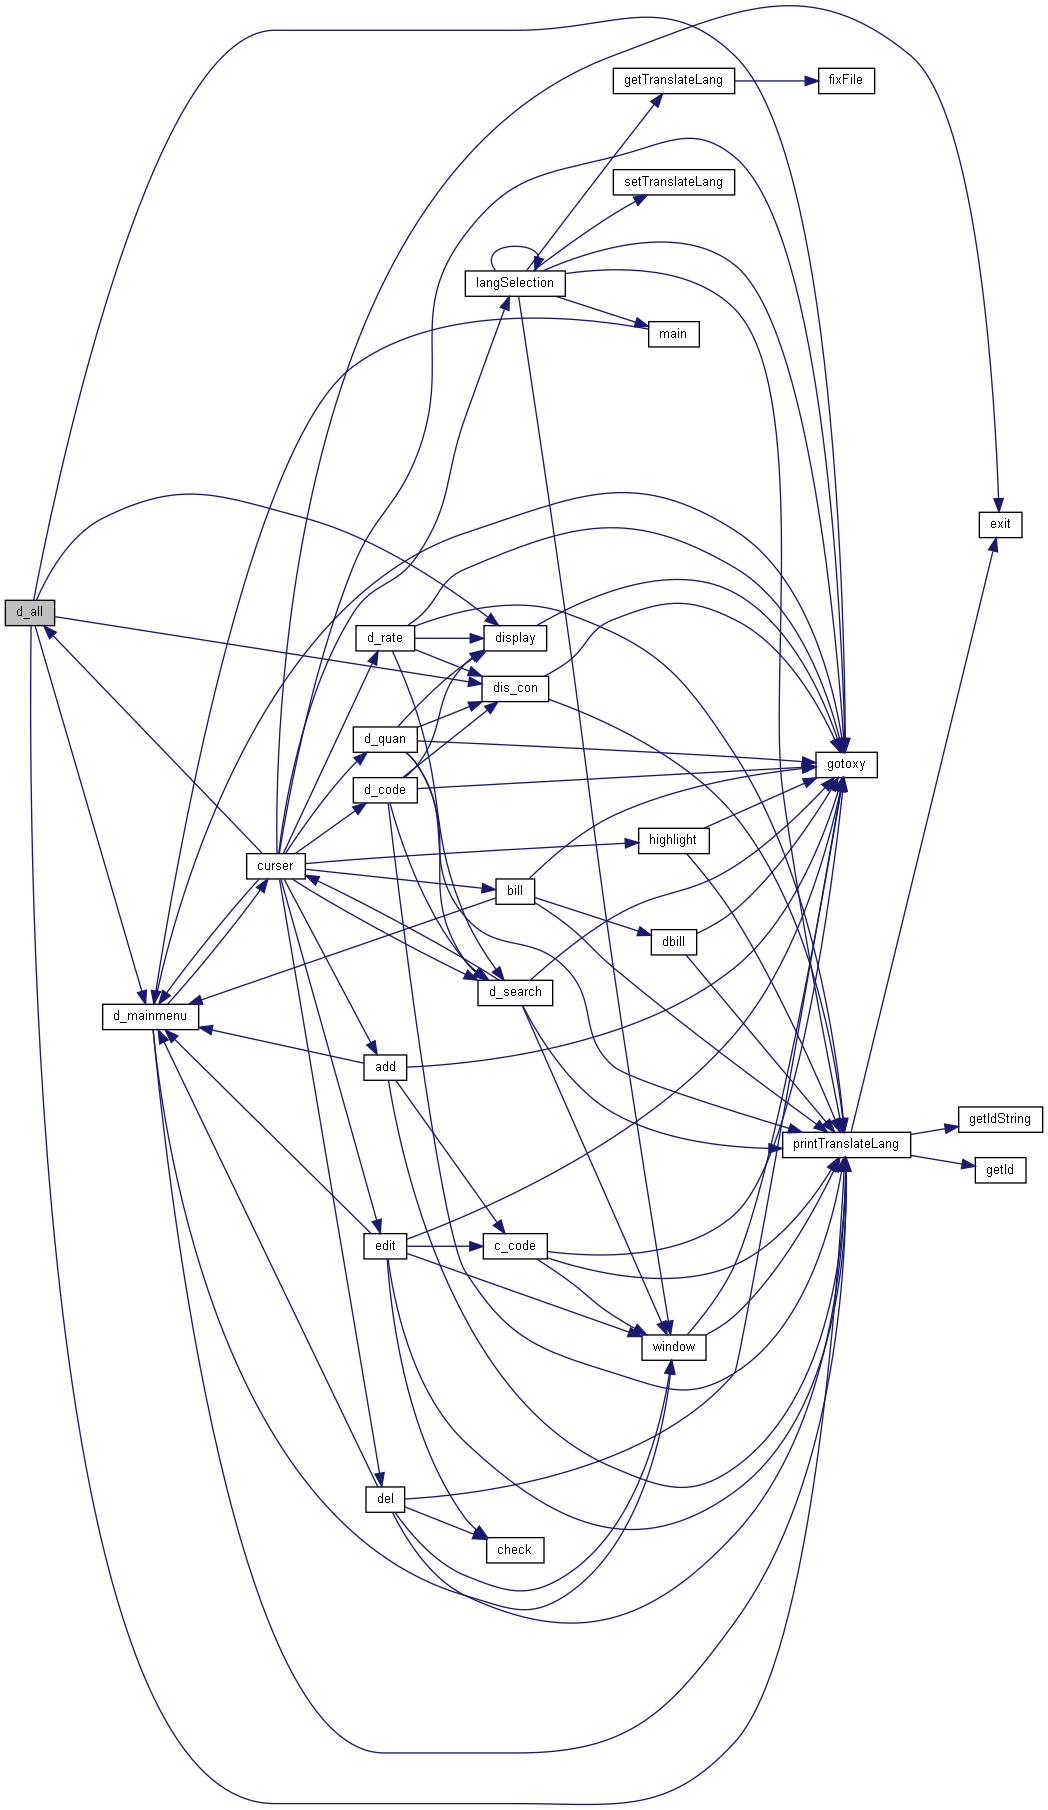 getTranslateLang
fixFile
setTranslateLang
langSelection
main
exit
d_all
d_rate
display
dis_con
d_quan
gotoxy
d_code
highlight
curser
bill
dbill
d_search
d_mainmenu
add
getIdString
printTranslateLang
getId
edit
c_code
window
del
check